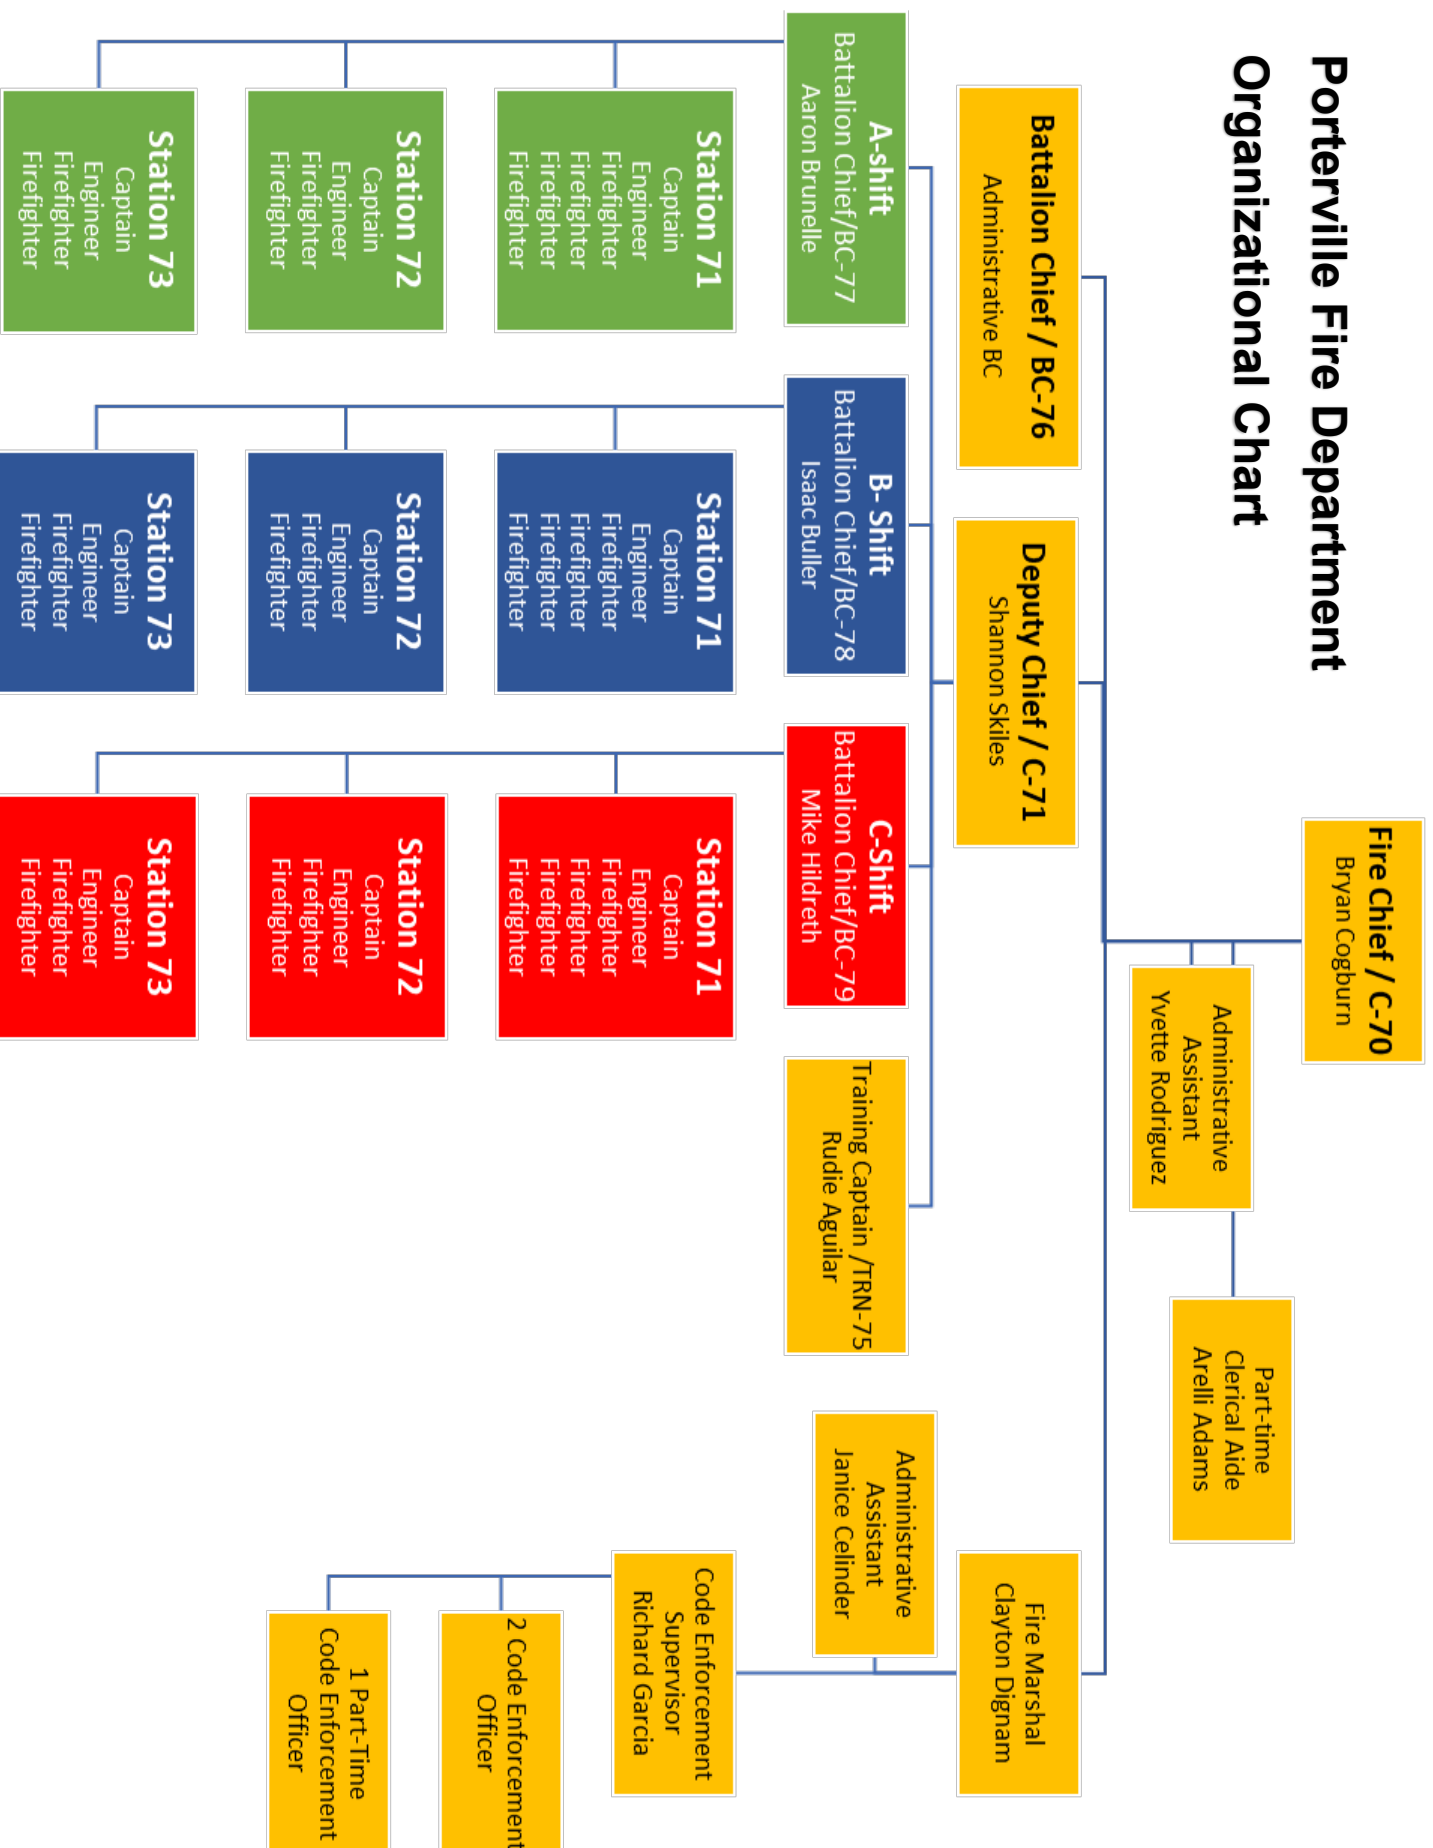 Porterville Fire Department
Organizational Chart
Fire Chief / C-70
Bryan Cogburn
Administrative
Assistant
Yvette Rodriguez
Part-time
Clerical Aide
Arelli Adams
Battalion Chief / BC-76
Administrative BC
Deputy Chief / C-71
Shannon Skiles
Fire Marshal
Clayton Dignam
A-shift
Battalion Chief/BC-77
Aaron Brunelle
B- Shift
Battalion Chief/BC-78
Isaac Buller
C-Shift
Battalion Chief/BC-79
Mike Hildreth
Training Captain /TRN-75
Rudie Aguilar
Administrative
Assistant
Janice Celinder
Station 71
Captain
Engineer
Firefighter
Firefighter
Firefighter
Firefighter
Station 71
Captain
Engineer
Firefighter
Firefighter
Firefighter
Firefighter
Station 71
Captain
Engineer
Firefighter
Firefighter
Firefighter
Firefighter
Code Enforcement
Supervisor
Richard Garcia
Station 72
Captain
Engineer
Firefighter
Firefighter
Station 72
Captain
Engineer
Firefighter
Firefighter
Station 72
Captain
Engineer
Firefighter
Firefighter
2 Code Enforcement
Officer
Station 73
Captain
Engineer
Firefighter
Firefighter
Station 73
Captain
Engineer
Firefighter
Firefighter
Station 73
Captain
Engineer
Firefighter
Firefighter
1 Part-Time
Code Enforcement
Officer